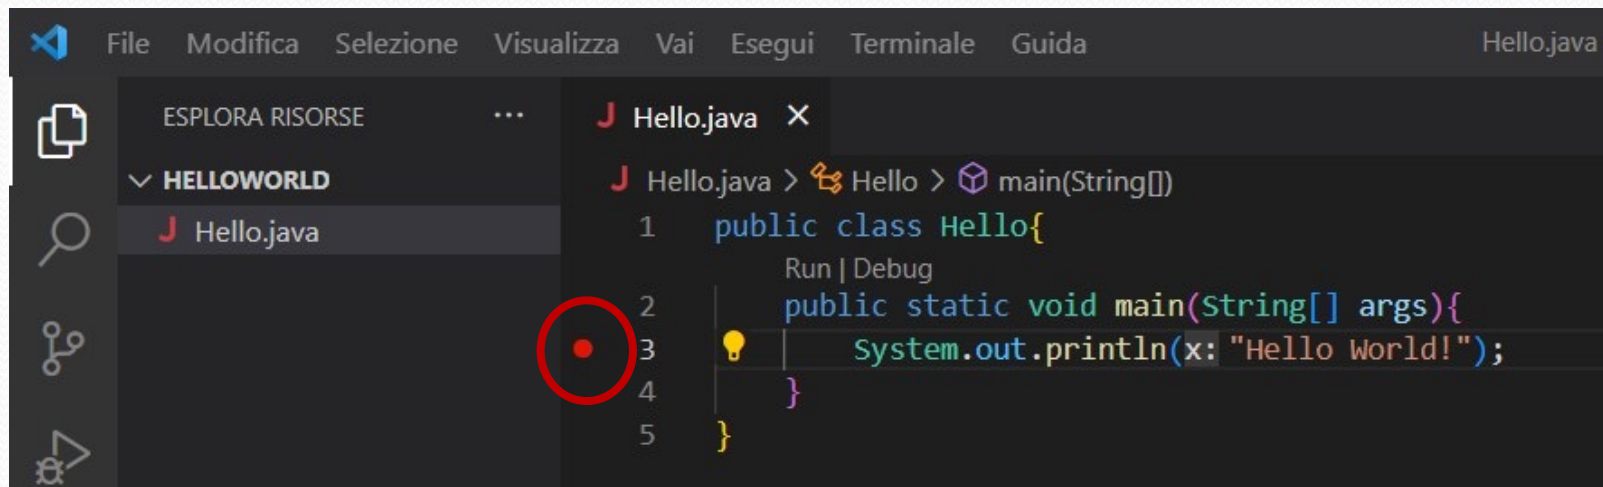 File Modifica Selezione Visualizza Vai Esegui Terminale Guida Hello.java
ESPLORA RISORSE ··· J Hello.java ×
HELLOWORLD
J Hello.java
J Hello.java > Hello > main(String[])
1 public class Hello{
Run | Debug
2 public static void main(String[] args){
3 System.out.println(x: "Hello World!");
4 }
5 }